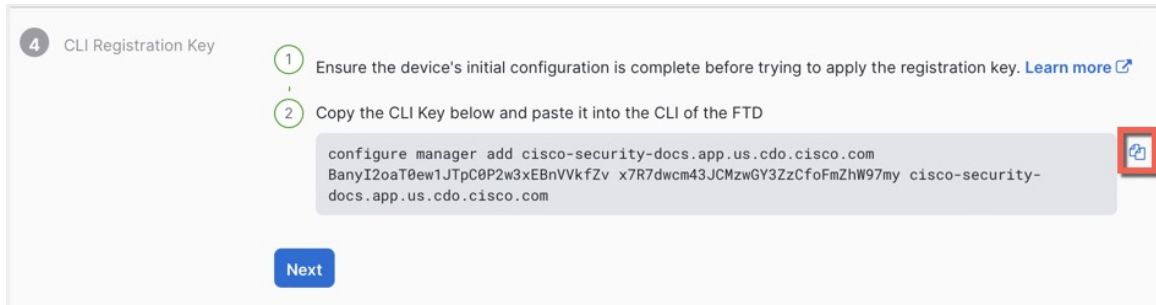 4 CLI Registration Key
1 Ensure the device's initial configuration is complete before trying to apply the registration key. Learn more
2 Copy the CLI Key below and paste it into the CLI of the FTD
configure manager add cisco-security-docs.app.us.cdo.cisco.com
BanyI2oaT0ew1JTpC0P2w3xEBnVVkfZv x7R7dwcm43JCMzwGY3ZzCfoFmZhW97my cisco-security-
docs.app.us.cdo.cisco.com
Next